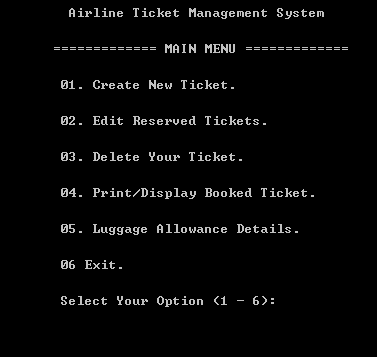 Airline Ticket Management System
============= MAIN MENU =============
01. Create New Ticket.
02. Edit Reserved Tickets.
03. Delete Your Ticket.
04. Print/Display Booked Ticket.
05. Luggage Allowance Details.
06 Exit.
Select Your Option (1 - 6):